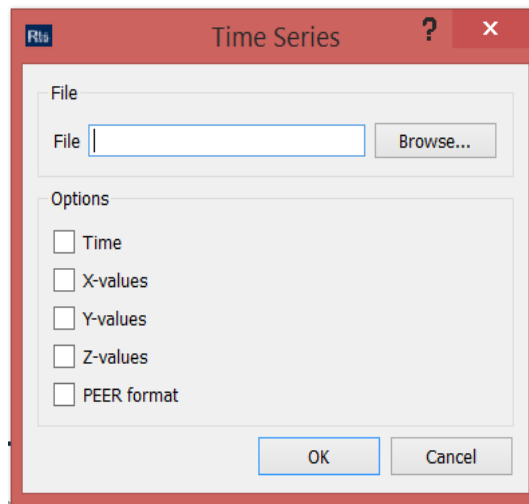 Rts
Time Series
?
x
File
File
Browse...
Options
Time
X-values
Y-values
Z-values
PEER format
OK
Cancel